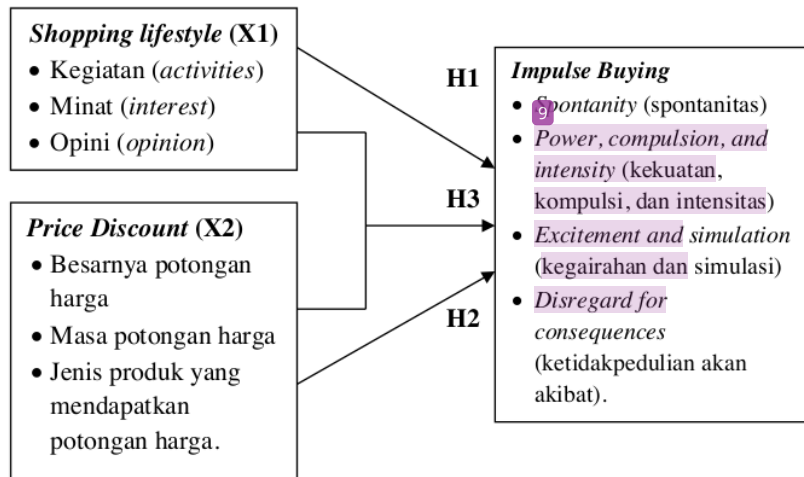 Shopping lifestyle (X1)
• Kegiatan (activities)
• Minat (interest)
• Opini (opinion)
Price Discount (X2)
• Besarnya potongan
harga
• Masa potongan harga
• Jenis produk yang
mendapatkan
potongan harga.
H1
H3
H2
Impulse Buying
• Spontanity (spontanitas)
9
• Power, compulsion, and
intensity (kekuatan,
kompulsi, dan intensitas)
• Excitement and simulation
(kegairahan dan simulasi)
• Disregard for
consequences
(ketidakpedulian akan
akibat).